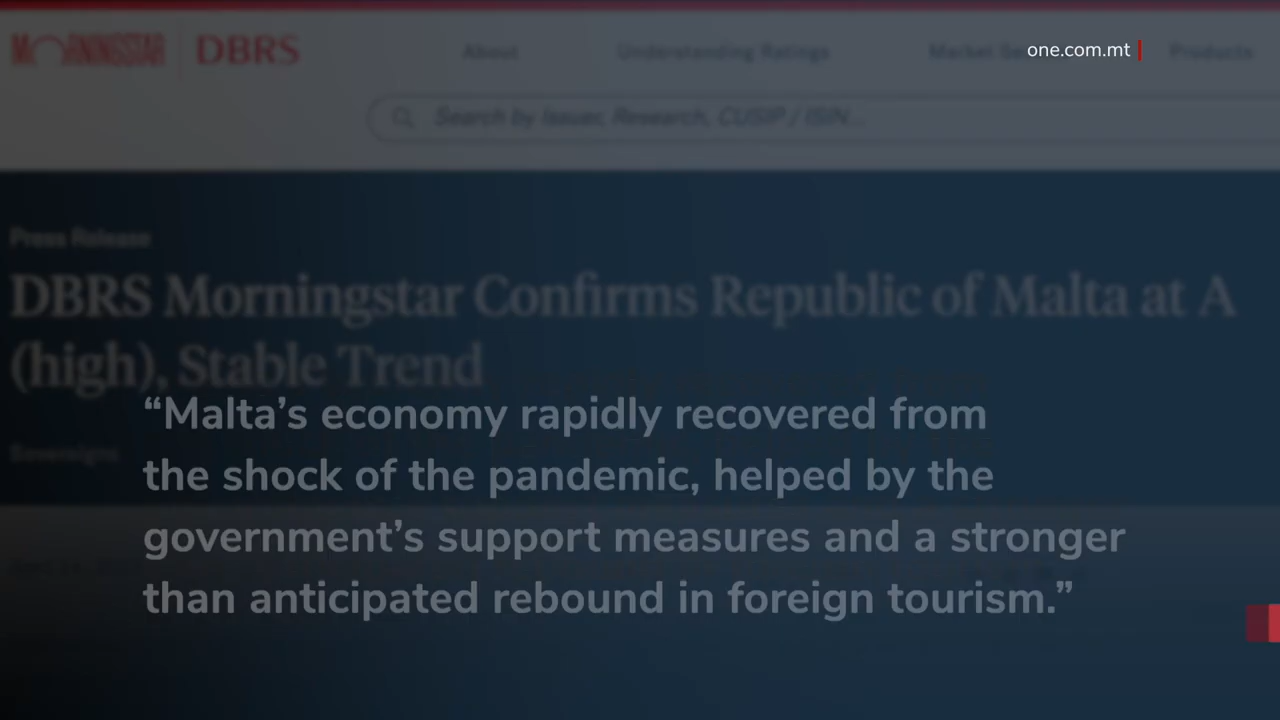 MORNINGSTAR | DBRS
About
Understanding Ratings
one.com.mt
Products
Search by Issuer, Research, CUSIP / ISIN...
Press Release
DBRS Morningstar Confirms Republic of Malta at A
(high), Stable Trend
“Malta’s economy rapidly recovered from
Sovereigns
the shock of the pandemic, helped by the
government’s support measures and a stronger
than anticipated rebound in foreign tourism.”